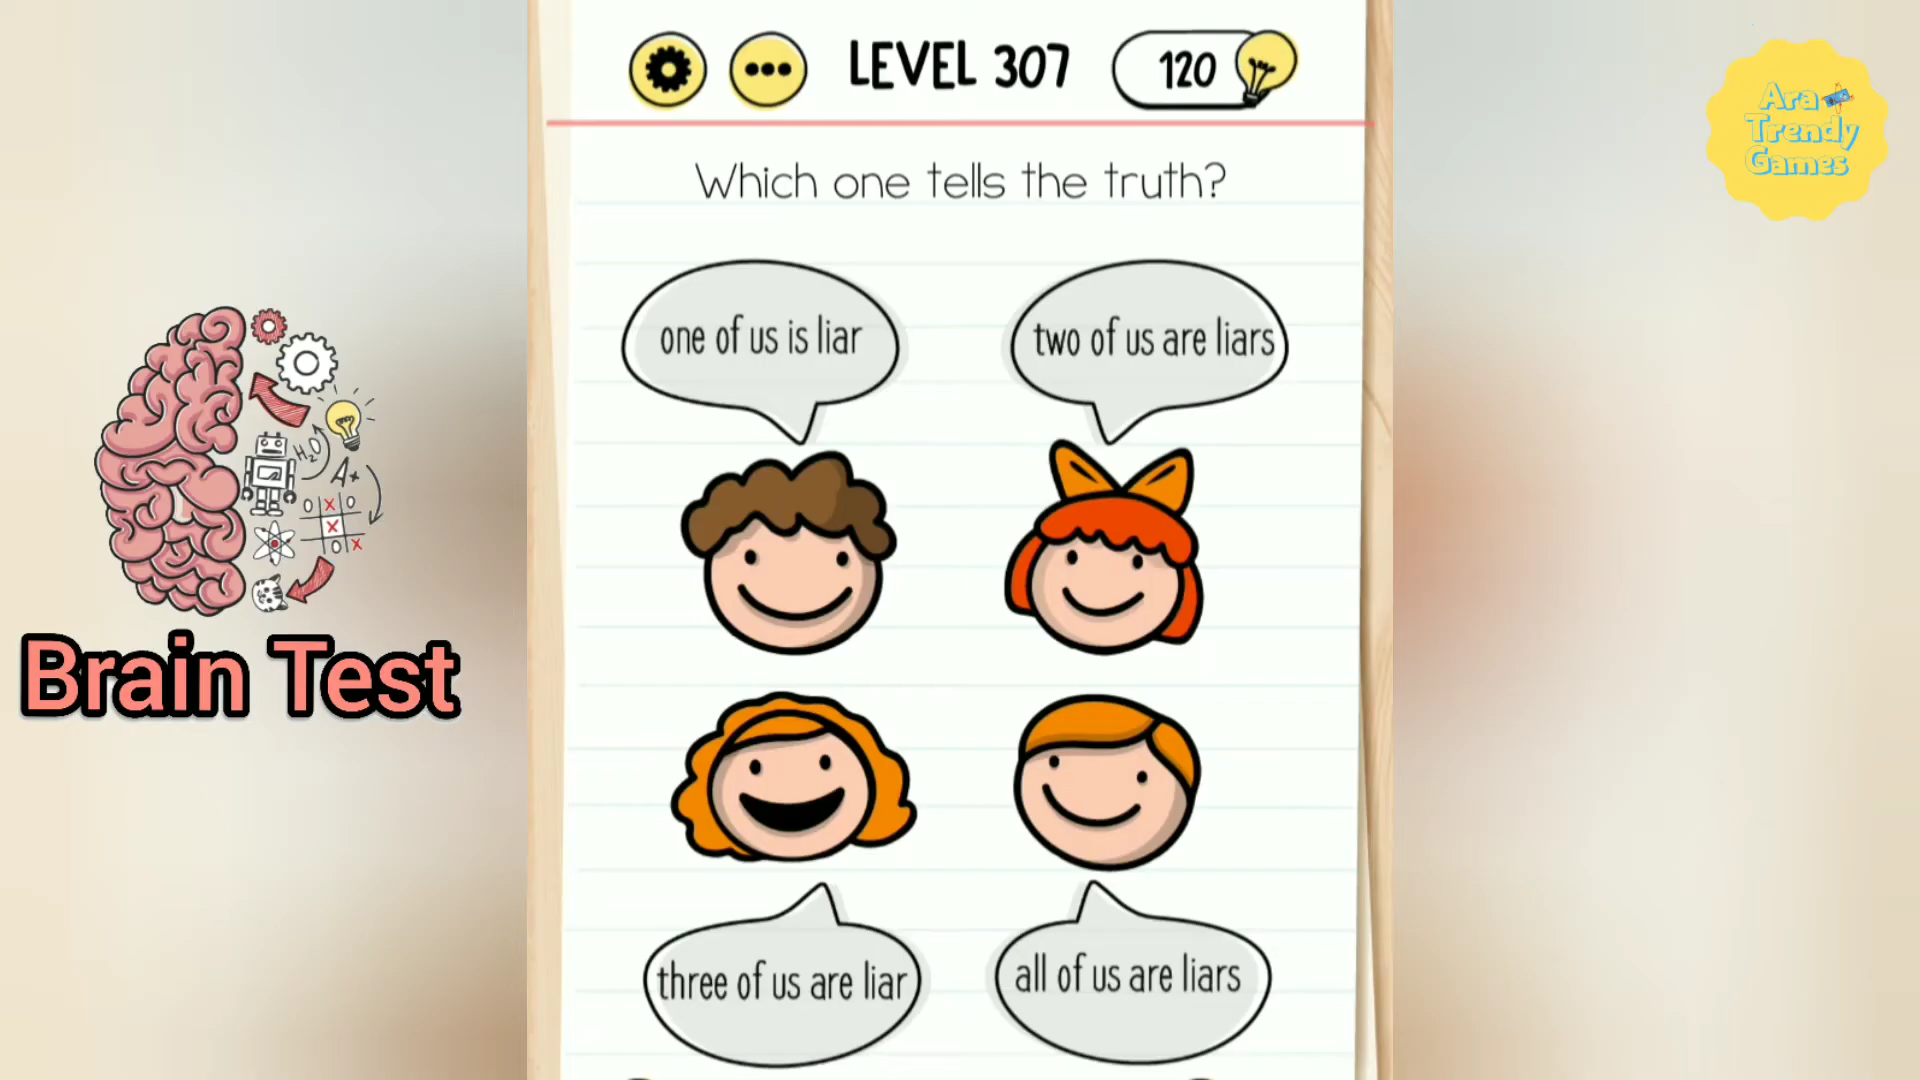 LEVEL 307
120
Ara
Trendy
Games
Which one tells the truth?
one of us is liar
two of us are liars
H₂O
A+
Brain Test
three of us are liar
all of us are liars